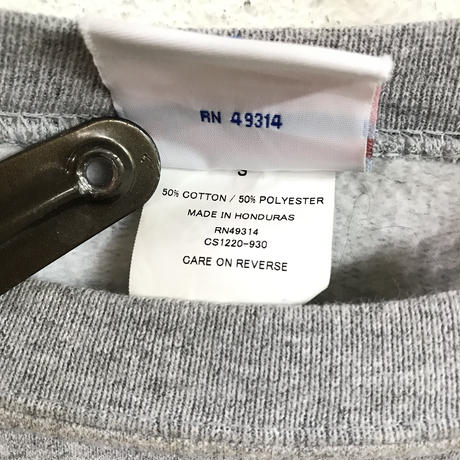 RN 49314
50% COTTON / 50% POLYESTER
MADE IN HONDURAS
RN49314
CS1220-930
CARE ON REVERSE